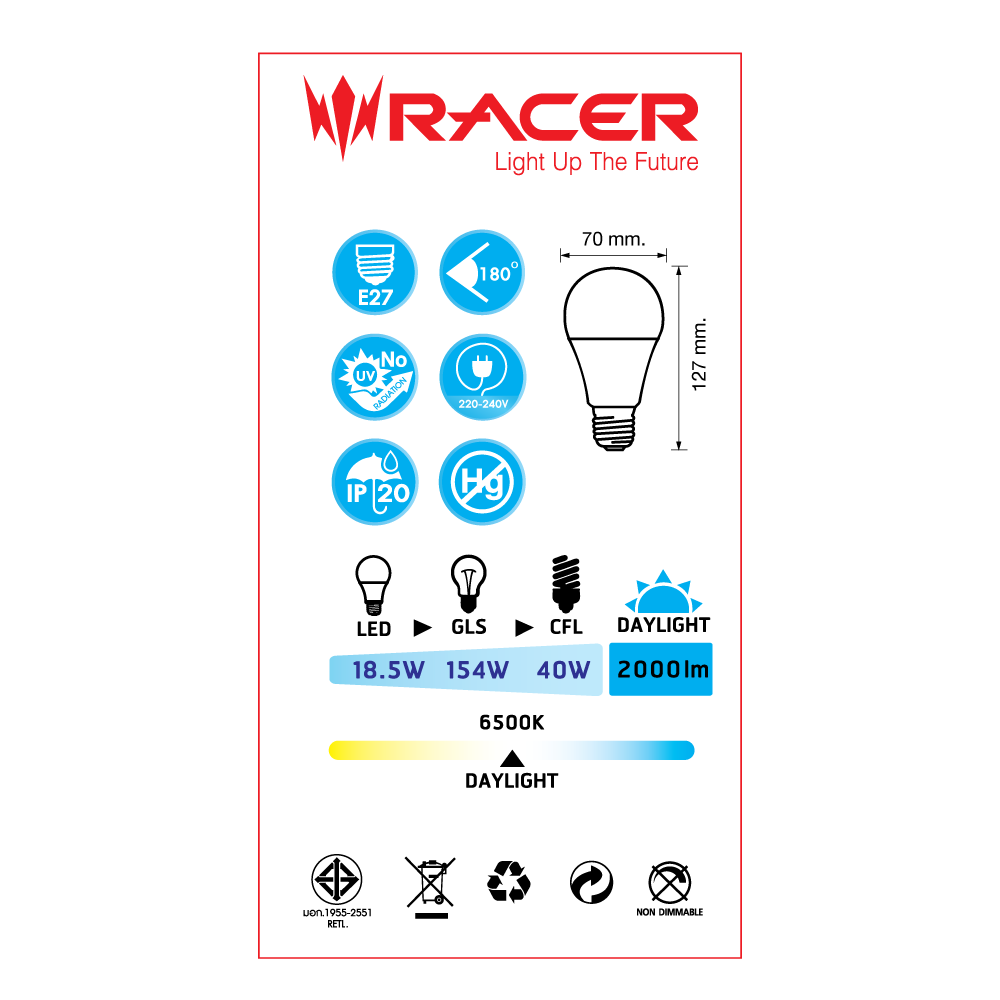 RACER
Light Up The Future
E27
180°
70 mm.
127 mm.
UV No
RADIATION
220-240V
IP 20
Hg
LED GLS CFL DAYLIGHT
18.5W 154W 40W 2000lm
6500K
DAYLIGHT
มอก.1955-2551
RETL.
NON DIMMABLE